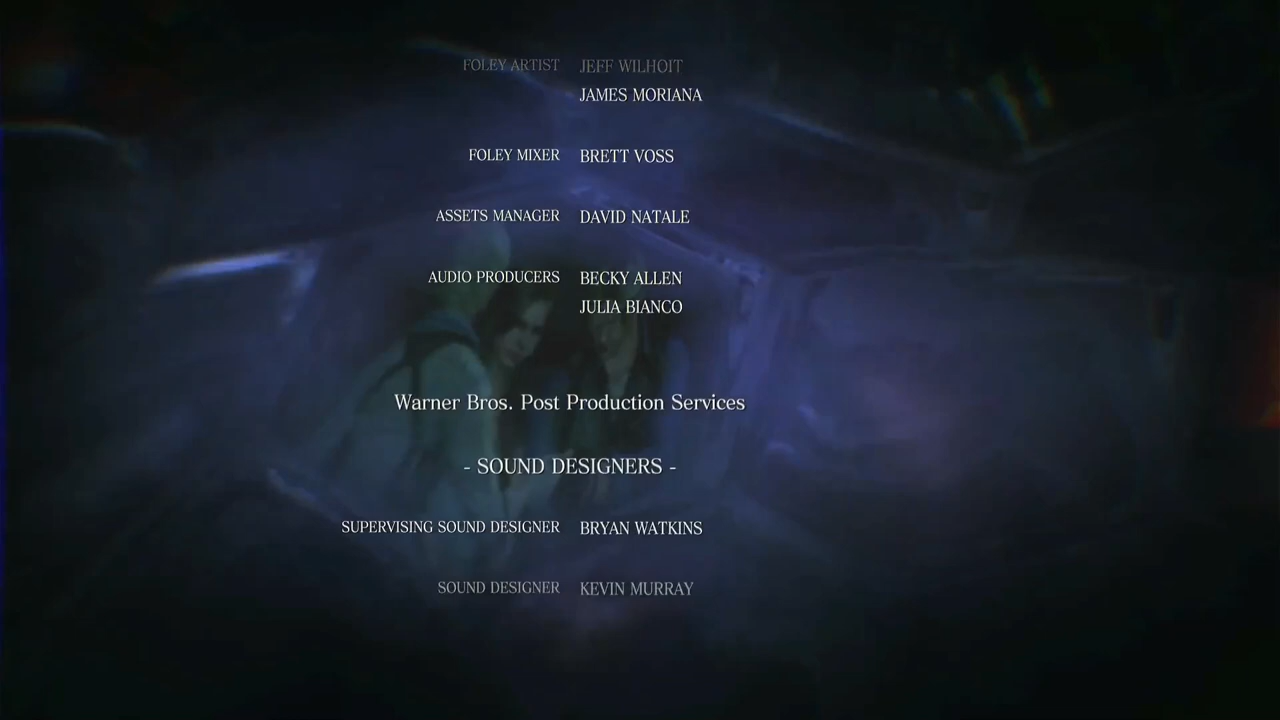 FOLEY ARTIST JEFF WILHOIT
JAMES MORIANA
FOLEY MIXER BRETT VOSS
ASSETS MANAGER DAVID NATALE
AUDIO PRODUCERS BECKY ALLEN
JULIA BIANCO
Warner Bros. Post Production Services
- SOUND DESIGNERS -
SUPERVISING SOUND DESIGNER BRYAN WATKINS
SOUND DESIGNER KEVIN MURRAY